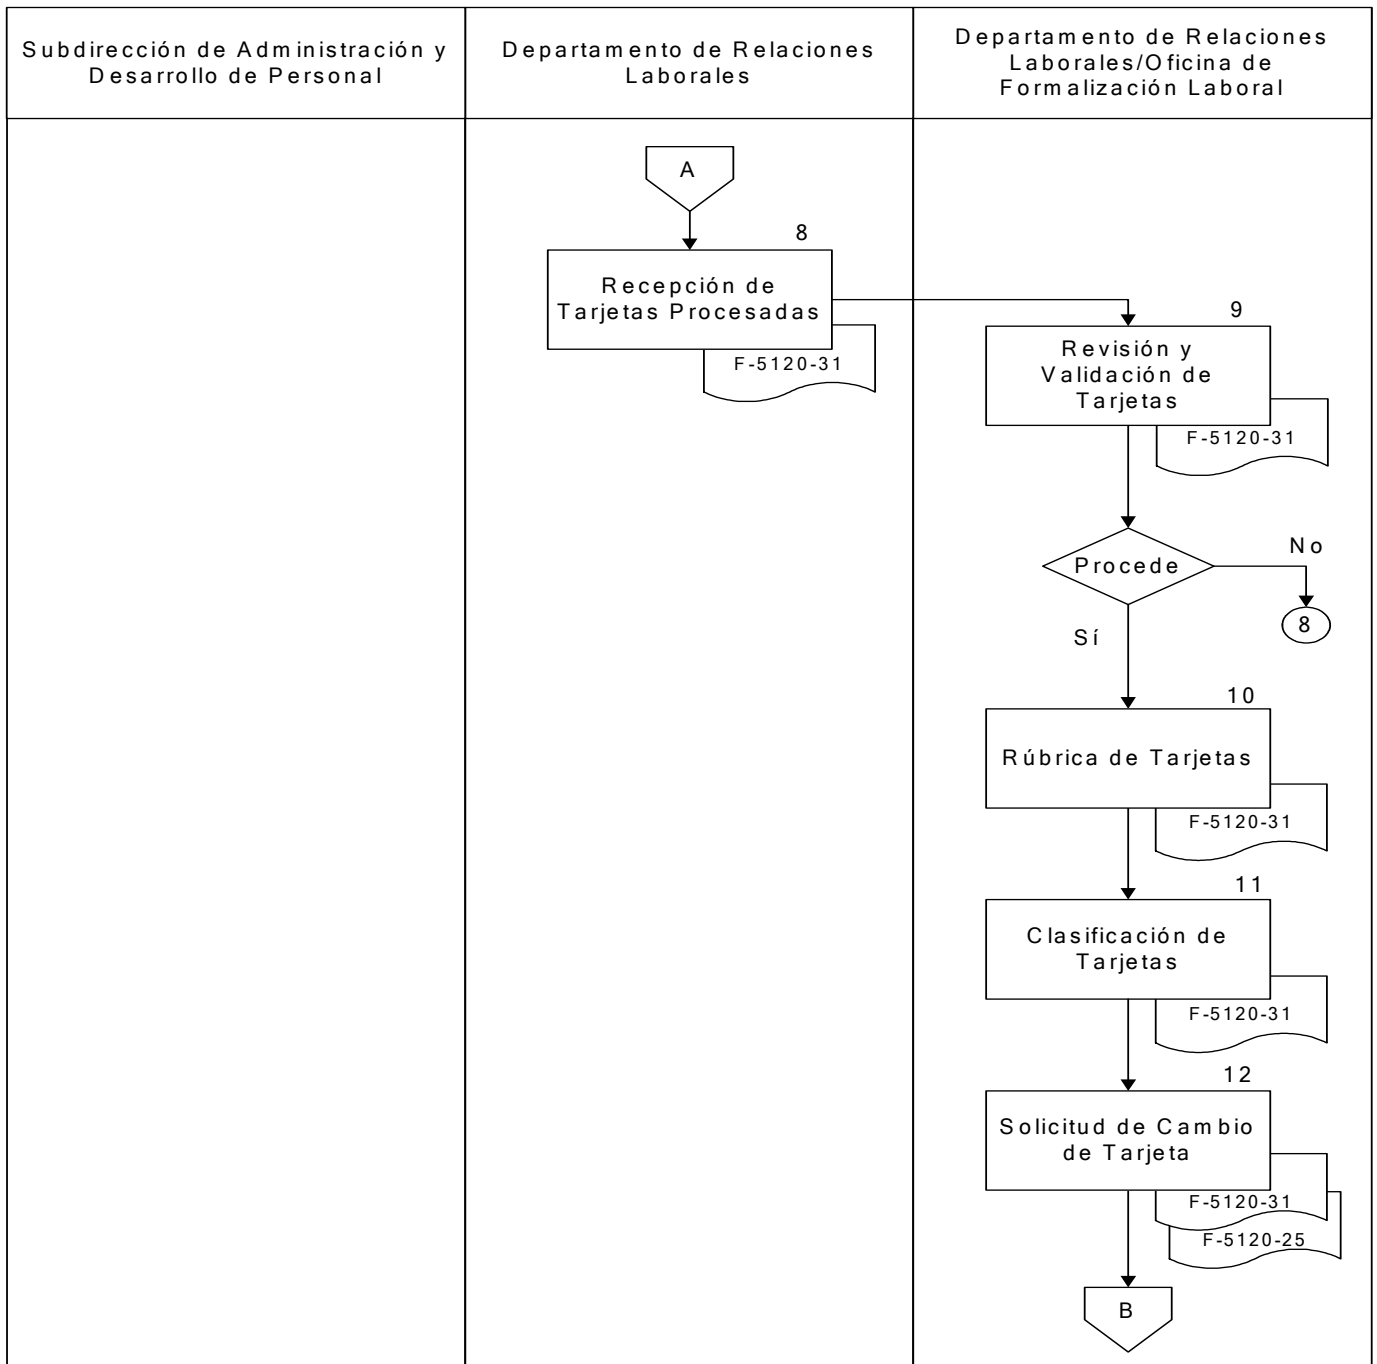 Subdirección de Administración y
Desarrollo de Personal
Departamento de Relaciones
Laborales
Departamento de Relaciones
Laborales/Oficina de
Formalización Laboral
A
8
Recepción de
Tarjetas Procesadas
F-5120-31
9
Revisión y
Validación de
Tarjetas
F-5120-31
Procede
No
8
Sí
10
Rúbrica de Tarjetas
F-5120-31
11
Clasificación de
Tarjetas
F-5120-31
12
Solicitud de Cambio
de Tarjeta
F-5120-31
F-5120-25
B